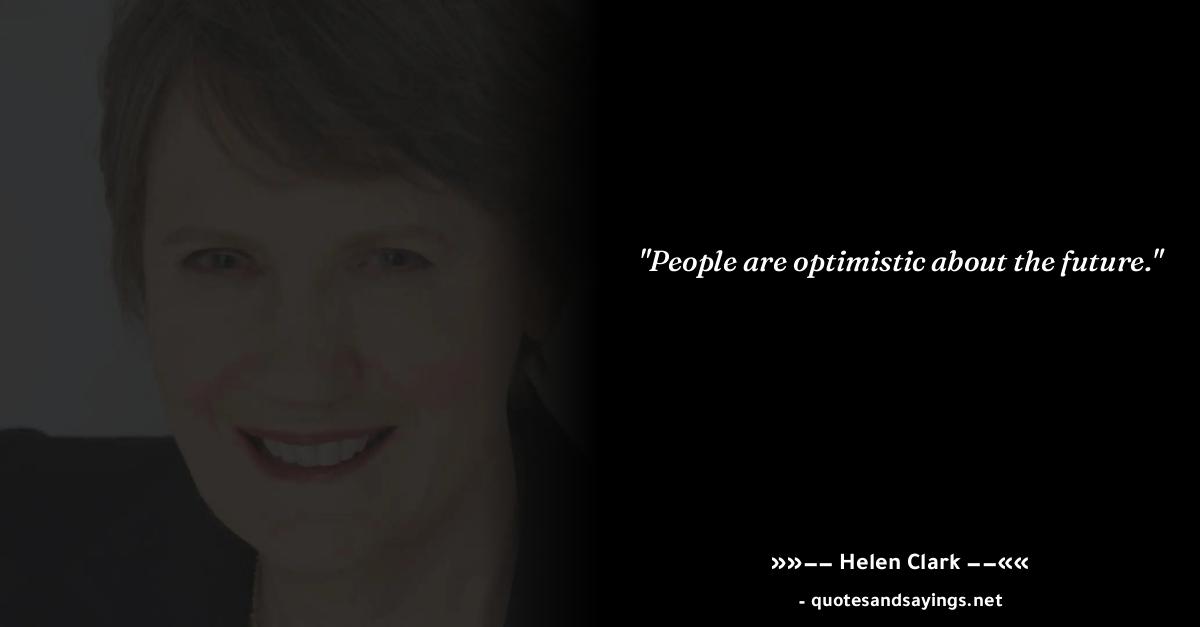 "People are optimistic about the future."
»»–– Helen Clark ––««
- quotesandsayings.net